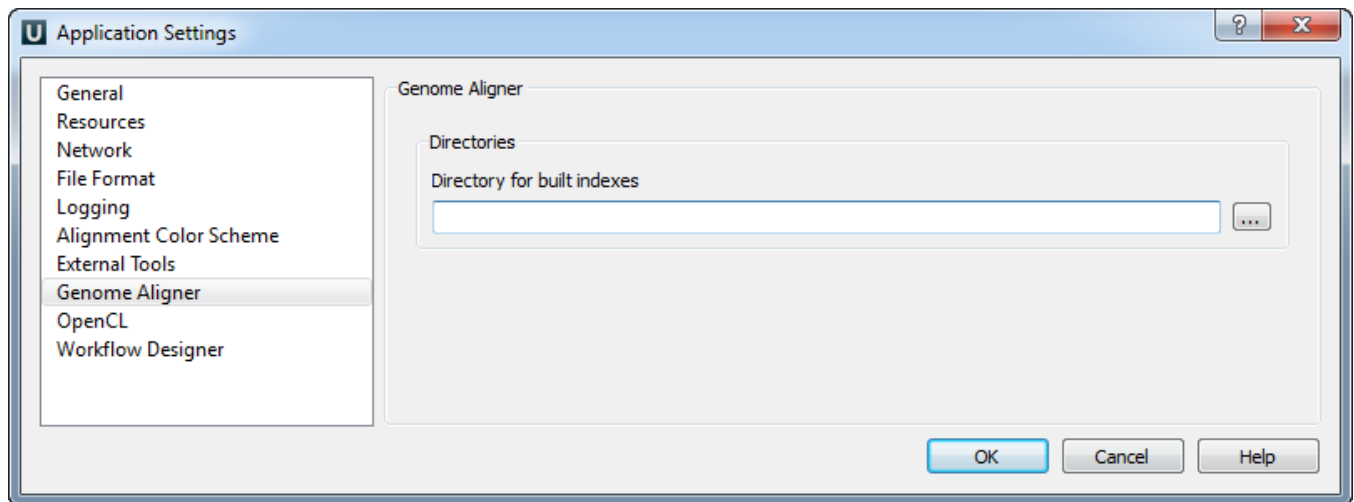 U Application Settings
?
X
General
Resources
Network
File Format
Logging
Alignment Color Scheme
External Tools
Genome Aligner
OpenCL
Workflow Designer
Genome Aligner
Directories
Directory for built indexes
...
OK
Cancel
Help